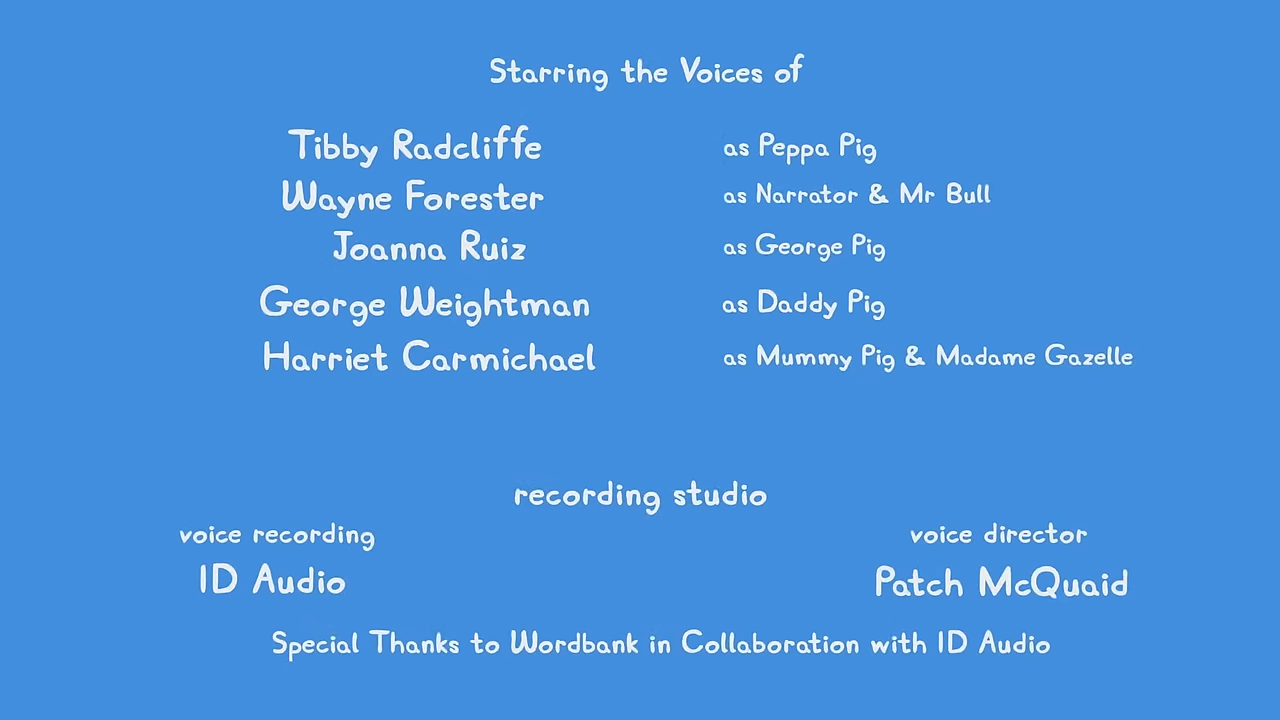 Starring the Voices of
Tibby Radcliffe as Peppa Pig
Wayne Forester as Narrator & Mr Bull
Joanna Ruiz as George Pig
George Weightman as Daddy Pig
Harriet Carmichael as Mummy Pig & Madame Gazelle
recording studio
voice recording voice director
ID Audio Patch McQuaid
Special Thanks to Wordbank in Collaboration with ID Audio